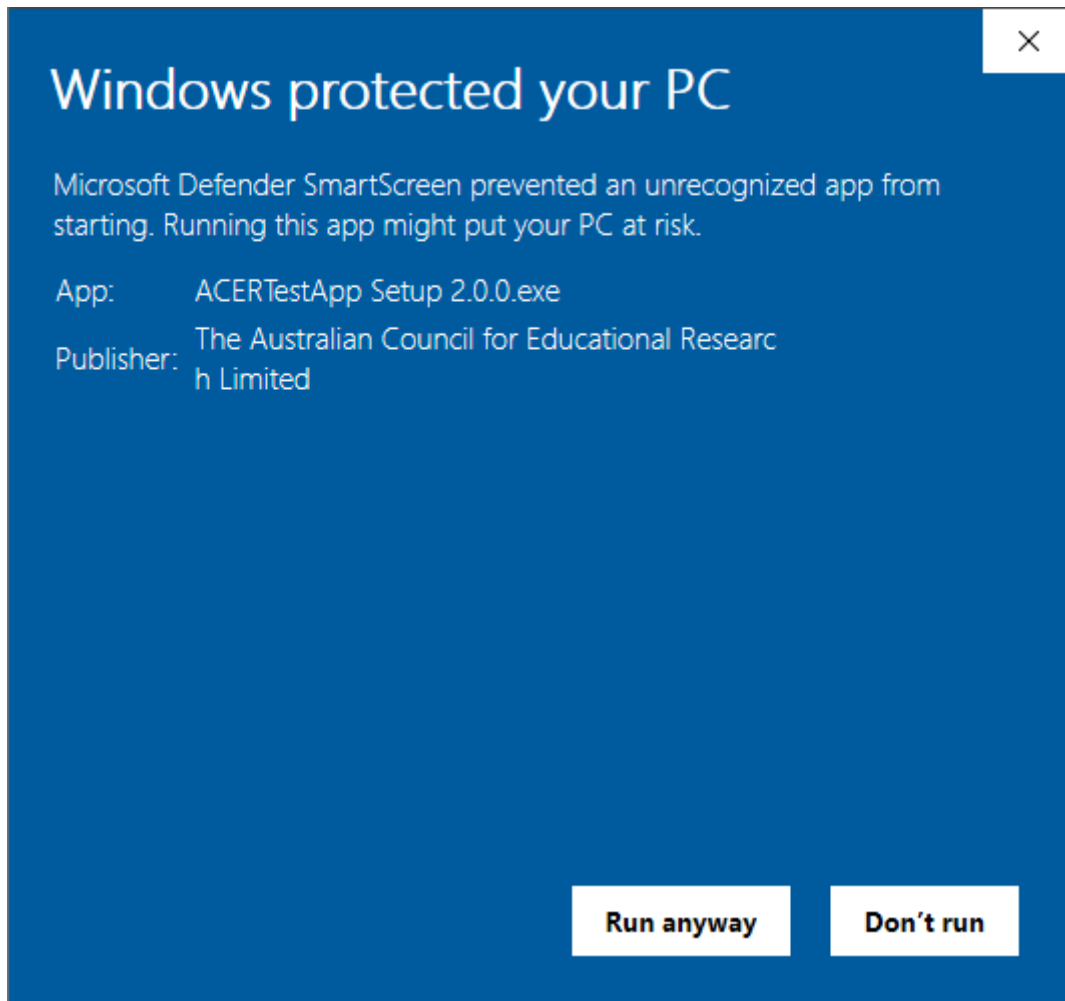 Windows protected your PC
Microsoft Defender SmartScreen prevented an unrecognized app from
starting. Running this app might put your PC at risk.
App: ACERTestApp Setup 2.0.0.exe
Publisher: The Australian Council for Educational Researc
h Limited
Run anyway Don’t run